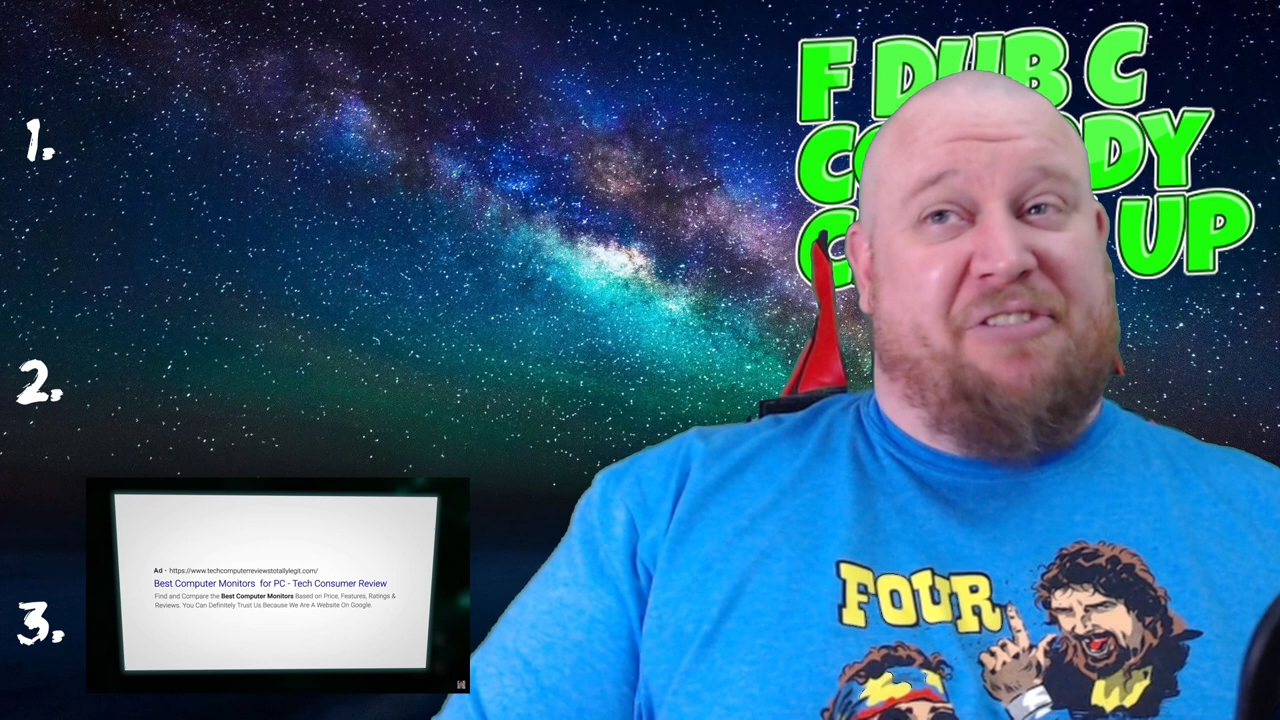 F DUB C
DY
UP
1.
2.
3.
Ad · https://www.techcomputerreviewstotallylegit.com/
Best Computer Monitors for PC - Tech Consumer Review
Find and Compare the Best Computer Monitors Based on Price, Features, Ratings &
Reviews. You Can Definitely Trust Us Because We Are A Website On Google.
FOUR